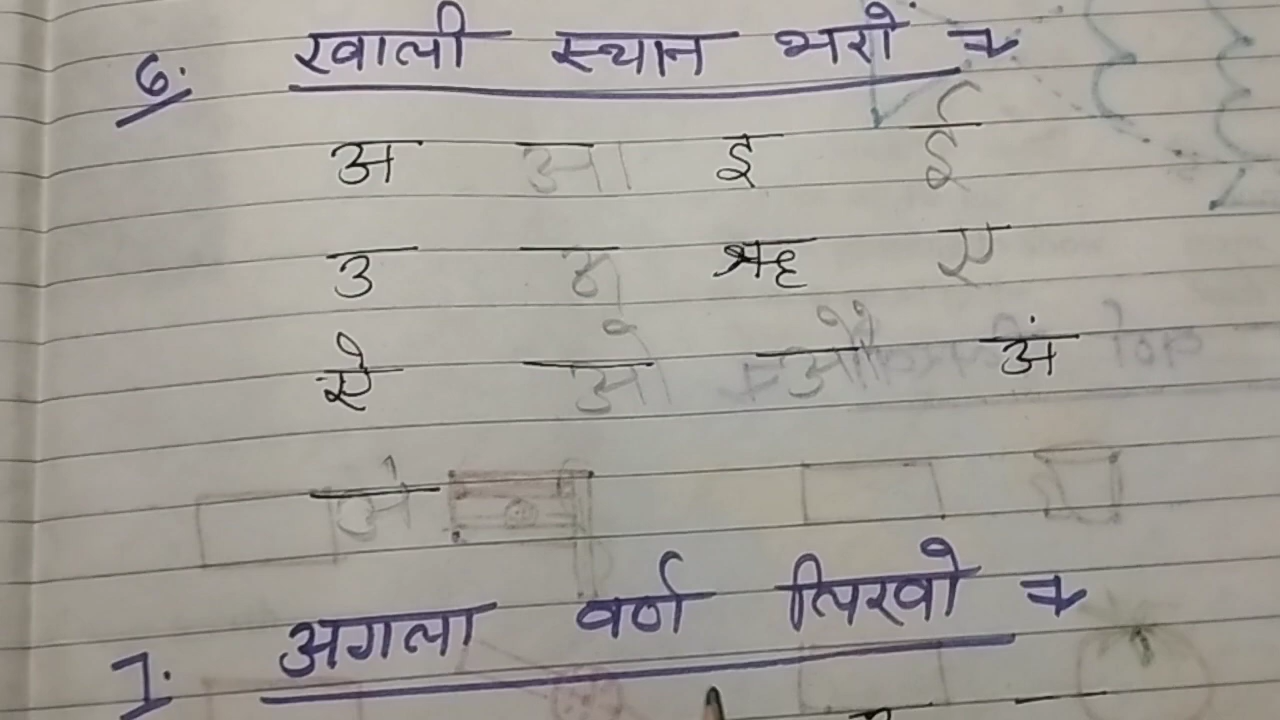 6. खाली स्थान भरो →
अ आ इ ई
उ ऊ ऋ ए
ऐ ओ औ अं
7. अगला वर्ण लिखो →